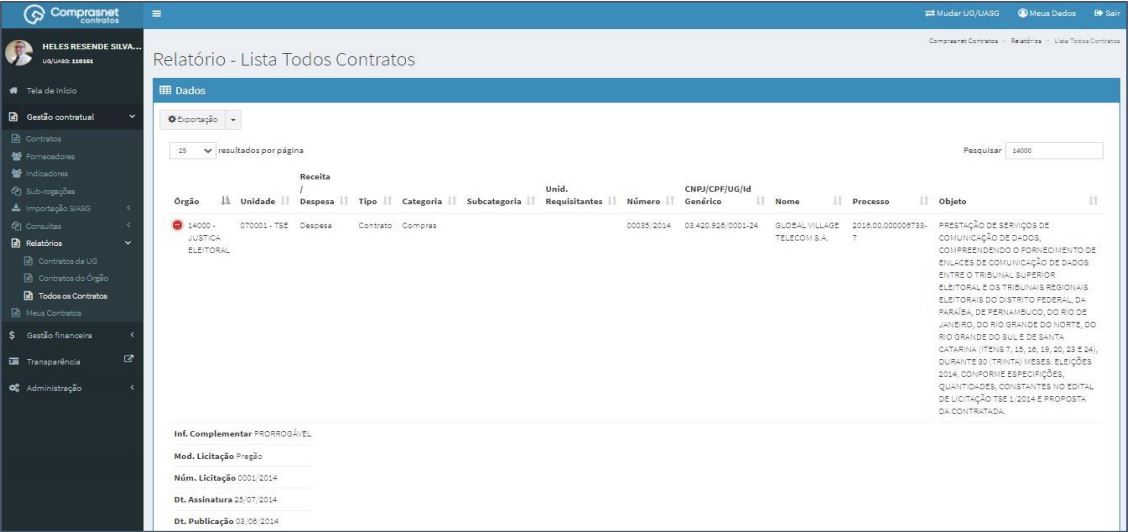 Comprasnet
contratos
Mudar UG/UASG
Meus Dados
Sair
HELES RESENDE SILVA...
UG/UASG: 110161
Comprasnet Contratos > Relatórios > Lista Todos Contratos
Relatório - Lista Todos Contratos
Tela de Início
Gestão contratual
Contratos
Fornecedores
Indicadores
Sub-rogações
Importação SIASG
Consultas
Relatórios
Contratos da UG
Contratos do Órgão
Todos os Contratos
Meus Contratos
Gestão financeira
Transparência
Administração
Dados
Exportação
25 resultados por página
Pesquisar 14000
Órgão
Unidade
Receita
/
Despesa
Tipo
Categoria
Subcategoria
Unid.
Requisitantes
Número
CNPJ/CPF/UG/Id
Genérico
Nome
Processo
Objeto
14000 -
JUSTICA
ELEITORAL
070001 - TSE
Despesa
Contrato
Compras
00035/2014
03.420.926/0001-24
GLOBAL VILLAGE
TELECOM S.A.
2016.00.000006733-
7
PRESTAÇÃO DE SERVIÇOS DE
COMUNICAÇÃO DE DADOS,
COMPREENDENDO O FORNECIMENTO DE
ENLACES DE COMUNICAÇÃO DE DADOS
ENTRE O TRIBUNAL SUPERIOR
ELEITORAL E OS TRIBUNAIS REGIONAIS
ELEITORAIS DO DISTRITO FEDERAL, DA
PARAÍBA, DE PERNAMBUCO, DO RIO DE
JANEIRO, DO RIO GRANDE DO NORTE, DO
RIO GRANDE DO SUL E DE SANTA
CATARINA (ITENS 7, 15, 16, 19, 20, 23 E 24),
DURANTE 30 (TRINTA) MESES. ELEIÇÕES
2014. CONFORME ESPECIFIÇÕES,
QUANTIDADES, CONSTANTES NO EDITAL
DE LICITAÇÃO TSE 1/2014 E PROPOSTA
DA CONTRATADA.
Inf. Complementar PRORROGÁVEL
Mod. Licitação Pregão
Núm. Licitação 0001/2014
Dt. Assinatura 25/07/2014
Dt. Publicação 03/06/2014